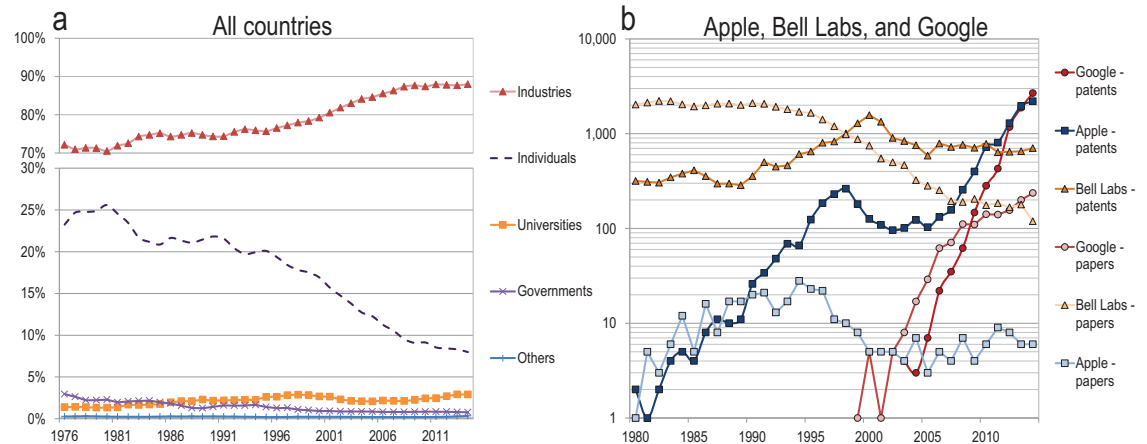 a
All countries
100%
90%
80%
70%
30%
25%
20%
15%
10%
5%
0%
1976
1981
1986
1991
1996
2001
2006
2011
Industries
Individuals
Universities
Governments
Others
b
Apple, Bell Labs, and Google
10,000
1,000
100
10
1
1980
1985
1990
1995
2000
2005
2010
Google -
patents
Apple -
patents
Bell Labs -
patents
Google -
papers
Bell Labs -
papers
Apple -
papers